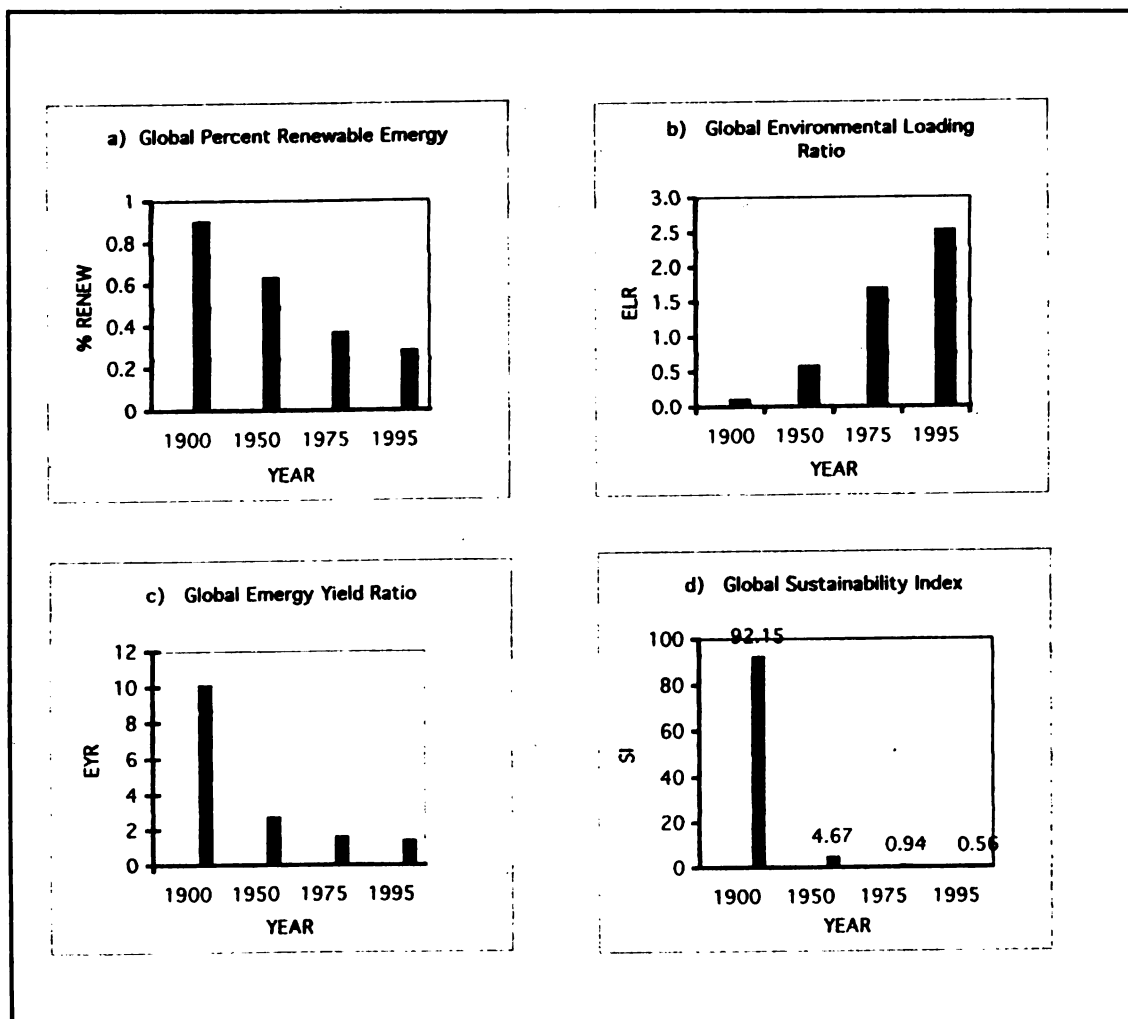 a) Global Percent Renewable Emergy
1
0.8
0.6
0.4
0.2
0
% RENEW
1900 1950 1975 1995
YEAR
b) Global Environmental Loading
Ratio
3.0
2.5
2.0
1.5
1.0
0.5
0.0
ELR
1900 1950 1975 1995
YEAR
c) Global Emergy Yield Ratio
12
10
8
6
4
2
0
EYR
1900 1950 1975 1995
YEAR
d) Global Sustainability Index
100
80
60
40
20
0
SI
92.15
4.67
0.94
0.56
1900 1950 1975 1995
YEAR